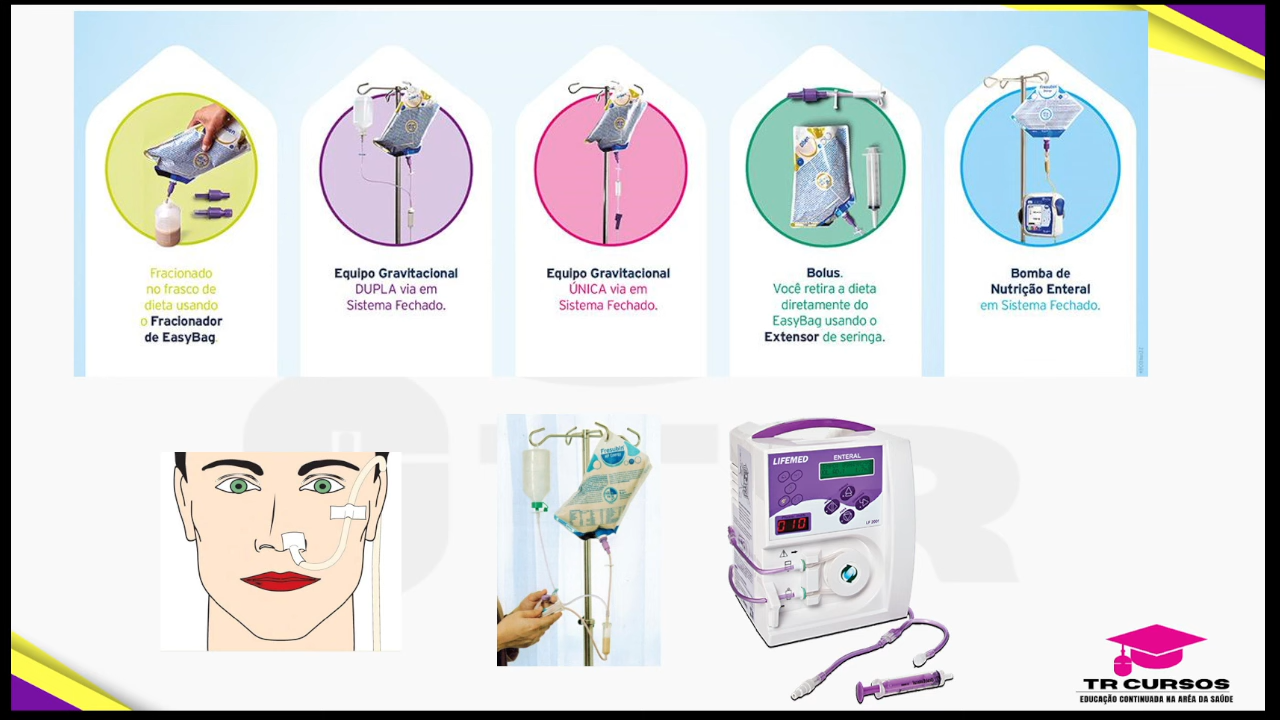 Fracionado
no frasco de
dieta usando
o Fracionador
de EasyBag.
Equipo Gravitacional
DUPLA via em
Sistema Fechado.
Equipo Gravitacional
ÚNICA via em
Sistema Fechado.
Bolus.
Você retira a dieta
diretamente do
EasyBag usando o
Extensor de seringa.
Bomba de
Nutrição Enteral
em Sistema Fechado.
LIFEMED
ENTERAL
010
TR CURSOS
EDUCAÇÃO CONTINUADA NA ARÊA DA SAÚDE